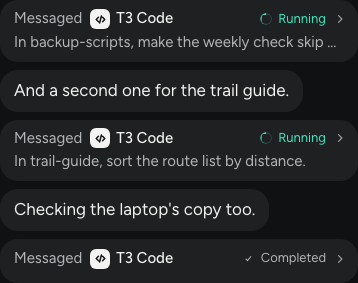 Messaged T3 Code Running
In backup-scripts, make the weekly check skip ...
And a second one for the trail guide.
Messaged T3 Code Running
In trail-guide, sort the route list by distance.
Checking the laptop's copy too.
Messaged T3 Code Completed